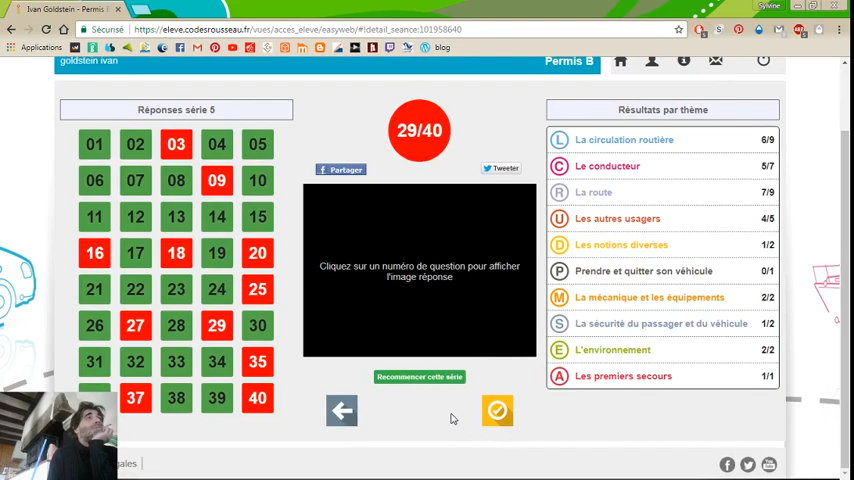 Ivan Goldstein - Permis
Sylvine
Sécurisé
https://eleve.codesrousseau.fr/vues/acces_eleve/easyweb/#!detail_seance:101958640
Applications
blog
goldstein ivan
Permis B
Réponses série 5
29/40
Résultats par thème
01 02 03 04 05
06 07 08 09 10
11 12 13 14 15
16 17 18 19 20
21 22 23 24 25
26 27 28 29 30
31 32 33 34 35
37 38 39 40
Partager
Tweeter
Cliquez sur un numéro de question pour afficher
l'image réponse
Recommencer cette série
L La circulation routière 6/9
C Le conducteur 5/7
R La route 7/9
U Les autres usagers 4/5
D Les notions diverses 1/2
P Prendre et quitter son véhicule 0/1
M La mécanique et les équipements 2/2
S La sécurité du passager et du véhicule 1/2
E L'environnement 2/2
A Les premiers secours 1/1
gales